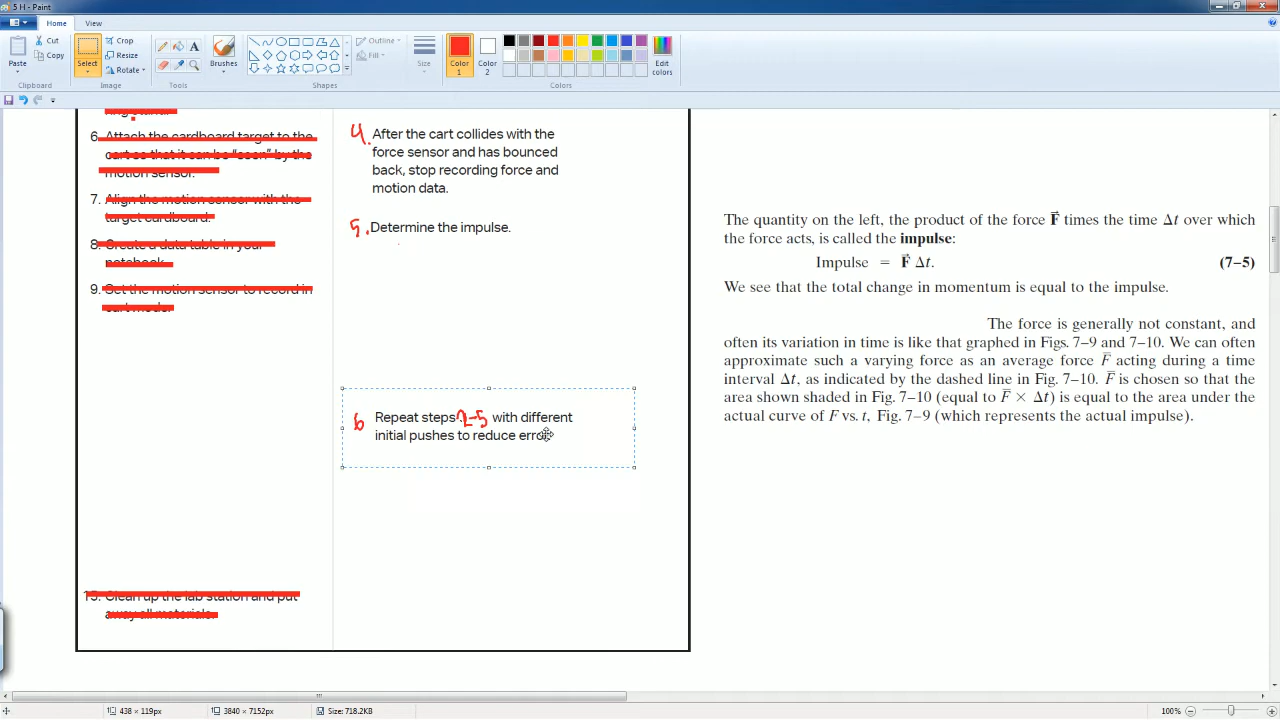 5 H - Paint
Home
View
Paste
Cut
Copy
Clipboard
Select
Crop
Resize
Rotate
Image
Tools
Brushes
Shapes
Outline
Fill
Size
Color 1
Color 2
Edit colors
Colors
6. Attach the cardboard target to the
cart so that it can be "seen" by the
motion sensor.
7. Align the motion sensor with the
target cardboard.
8. Create a data table in your
notebook.
9. Set the motion sensor to record in
cart mode.
15. Clean up the lab station and put
away all materials.
4. After the cart collides with the
force sensor and has bounced
back, stop recording force and
motion data.
5. Determine the impulse.
6 Repeat steps 2-5 with different
initial pushes to reduce error
The quantity on the left, the product of the force F⃗ times the time Δt over which
the force acts, is called the impulse:
Impulse = F⃗ Δt. (7–5)
We see that the total change in momentum is equal to the impulse.
The force is generally not constant, and
often its variation in time is like that graphed in Figs. 7–9 and 7–10. We can often
approximate such a varying force as an average force F̄ acting during a time
interval Δt, as indicated by the dashed line in Fig. 7–10. F̄ is chosen so that the
area shown shaded in Fig. 7–10 (equal to F̄ × Δt) is equal to the area under the
actual curve of F vs. t, Fig. 7–9 (which represents the actual impulse).
438 × 119px
3840 × 7152px
Size: 718.2KB
100%